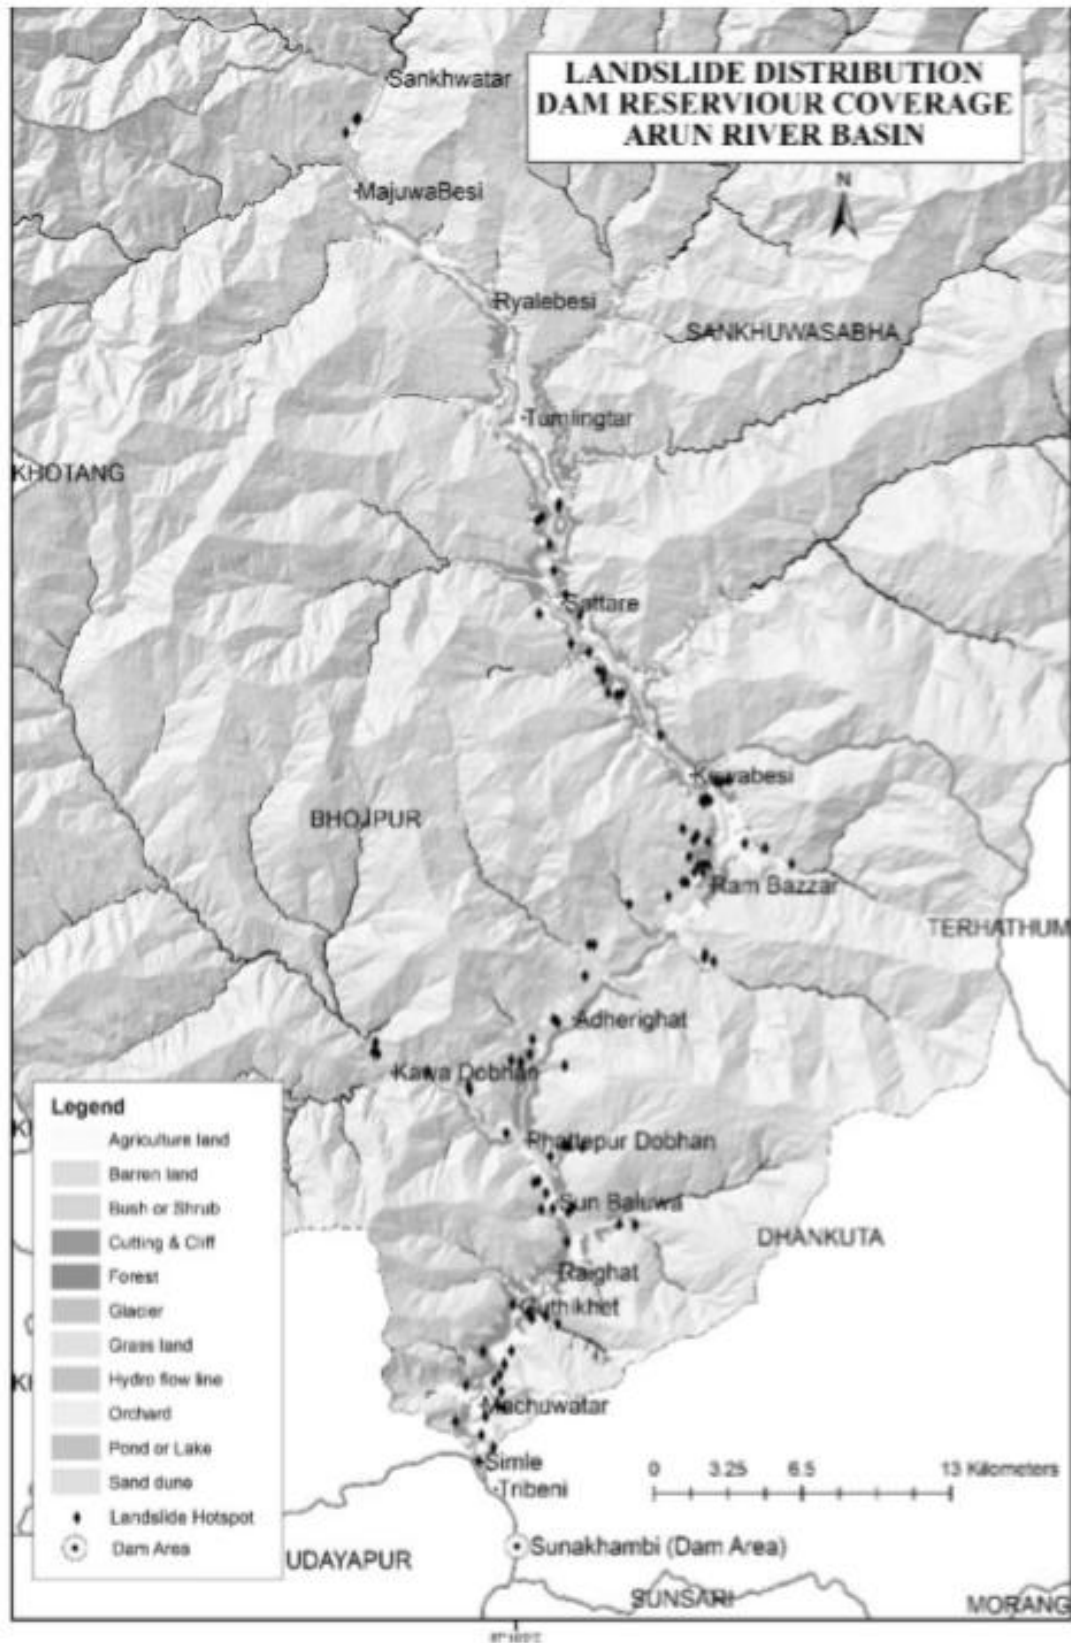 LANDSLIDE DISTRIBUTION
DAM RESERVIOUR COVERAGE
ARUN RIVER BASIN
Sankhwatar
N
MajuwaBesi
Ryalebesi
SANKHUWASABHA
Tumlingtar
KHOTANG
Sattare
BHOJPUR
Ram Bazzar
TERHATHUM
Adherighat
Kawa Dobhan
Phattepur Dobhan
Sun Baluwa
DHANKUTA
Rajghat
Machuwatar
Simle
Tribeni
0 3.25 6.5 13 Kilometers
Sunakhambi (Dam Area)
UDAYAPUR
SUNSARI
MORANG
Legend
Agriculture land
Barren land
Bush or Shrub
Cutting & Cliff
Forest
Glacier
Grass land
Hydro flow line
Orchard
Pond or Lake
Sand dune
Landslide Hotspot
Dam Area